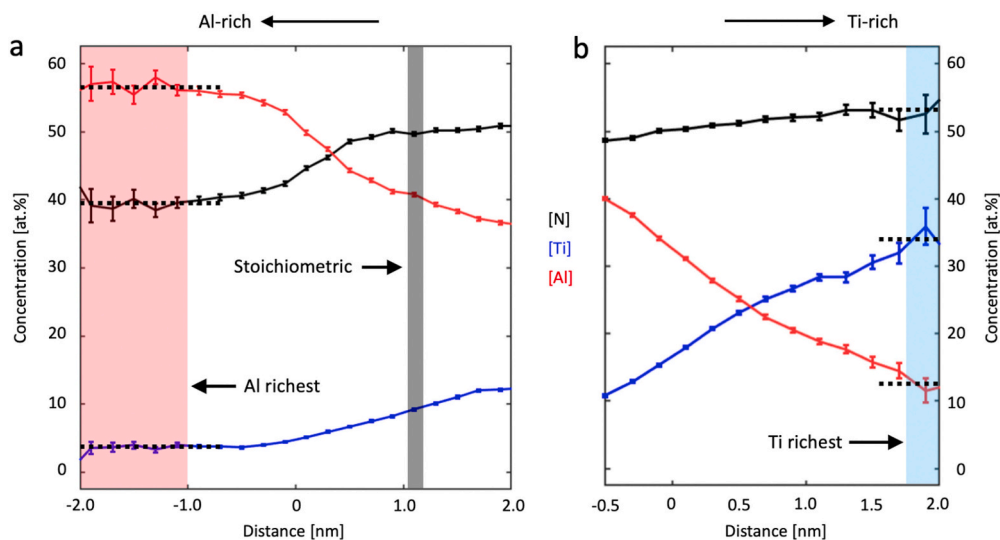 Al-rich
Ti-rich
a
b
60
50
40
30
20
10
0
Concentration [at.%]
Stoichiometric
Al richest
-2.0
-1.0
0
1.0
2.0
Distance [nm]
[N]
[Ti]
[Al]
Ti richest
-0.5
0
0.5
1.0
1.5
2.0
Distance [nm]
60
50
40
30
20
10
0
Concentration [at.%]